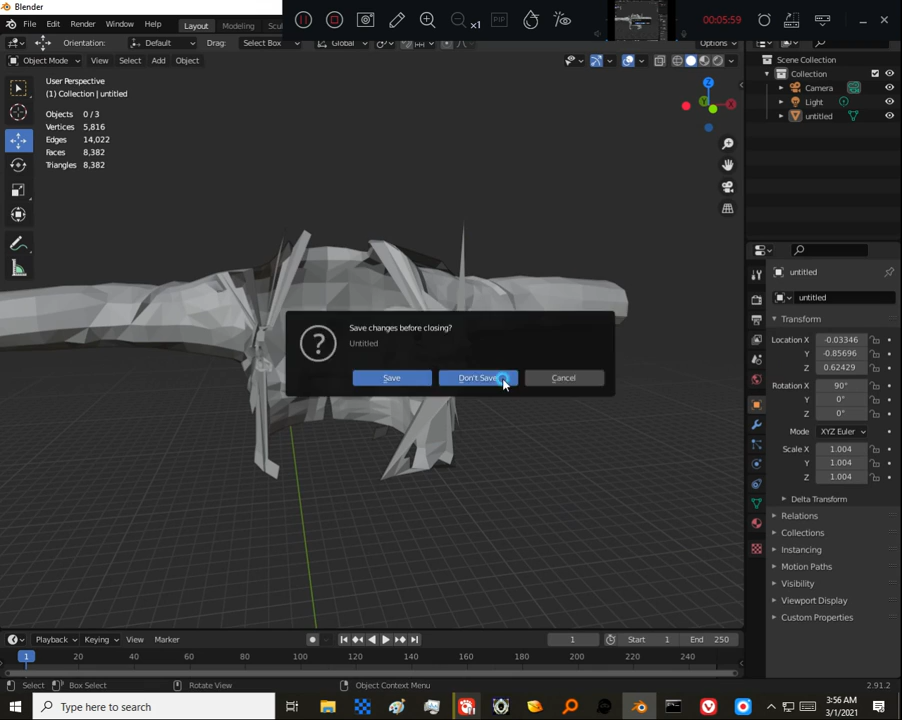 Blender
File Edit Render Window Help Layout Modeling
x1 PIP 00:05:59
Orientation: Default Drag: Select Box Global Options
Object Mode View Select Add Object
User Perspective
(1) Collection | untitled
Objects 0 / 3
Vertices 5,816
Edges 14,022
Faces 8,382
Triangles 8,382
Z
Y
X
Scene Collection
Collection
Camera
Light
untitled
Save changes before closing?
Untitled
Save Don't Save Cancel
untitled
untitled
Transform
Location X -0.03346
Y -0.85696
Z 0.62429
Rotation X 90°
Y 0°
Z 0°
Mode XYZ Euler
Scale X 1.004
Y 1.004
Z 1.004
Delta Transform
Relations
Collections
Instancing
Motion Paths
Visibility
Viewport Display
Custom Properties
Playback Keying View Marker 1 Start 1 End 250
1 20 40 60 80 100 120 140 160 180 200 220 240
Select Box Select Rotate View Object Context Menu 2.91.2
Type here to search
3:56 AM
3/1/2021